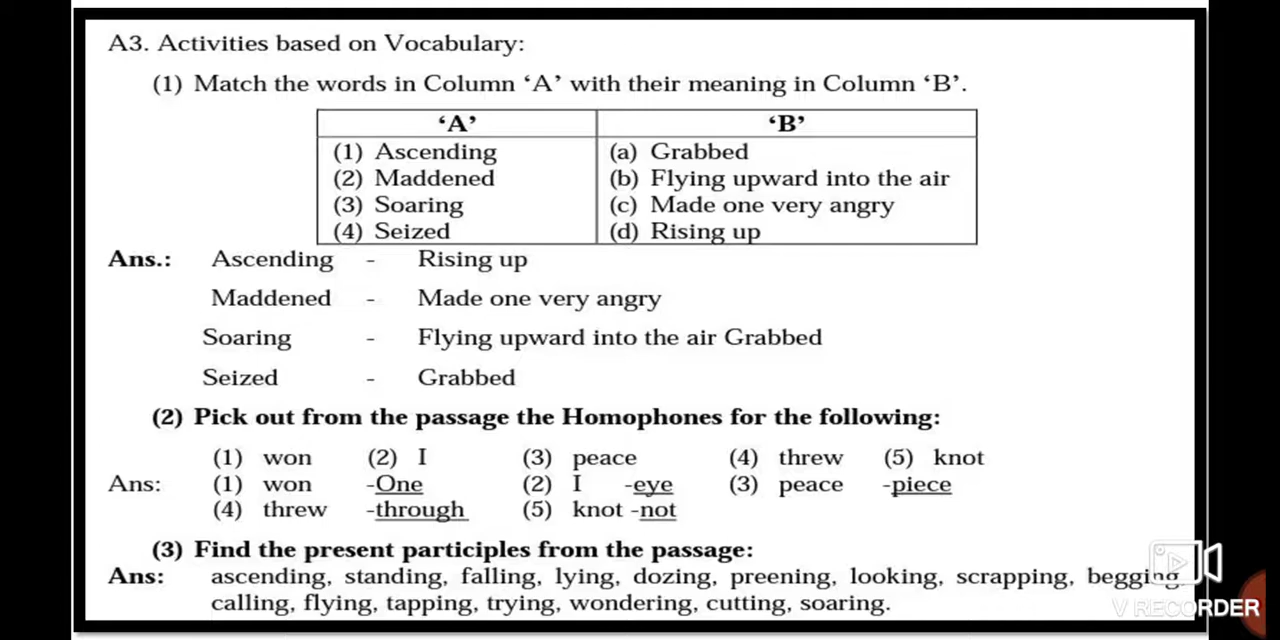 A3. Activities based on Vocabulary:
(1) Match the words in Column ‘A’ with their meaning in Column ‘B’.
‘A’ ‘B’
(1) Ascending (a) Grabbed
(2) Maddened (b) Flying upward into the air
(3) Soaring (c) Made one very angry
(4) Seized (d) Rising up
Ans.: Ascending - Rising up
Maddened - Made one very angry
Soaring - Flying upward into the air Grabbed
Seized - Grabbed
(2) Pick out from the passage the Homophones for the following:
(1) won (2) I (3) peace (4) threw (5) knot
Ans: (1) won -One (2) I -eye (3) peace -piece
(4) threw -through (5) knot -not
(3) Find the present participles from the passage:
Ans: ascending, standing, falling, lying, dozing, preening, looking, scrapping, begging,
calling, flying, tapping, trying, wondering, cutting, soaring.
V RECORDER